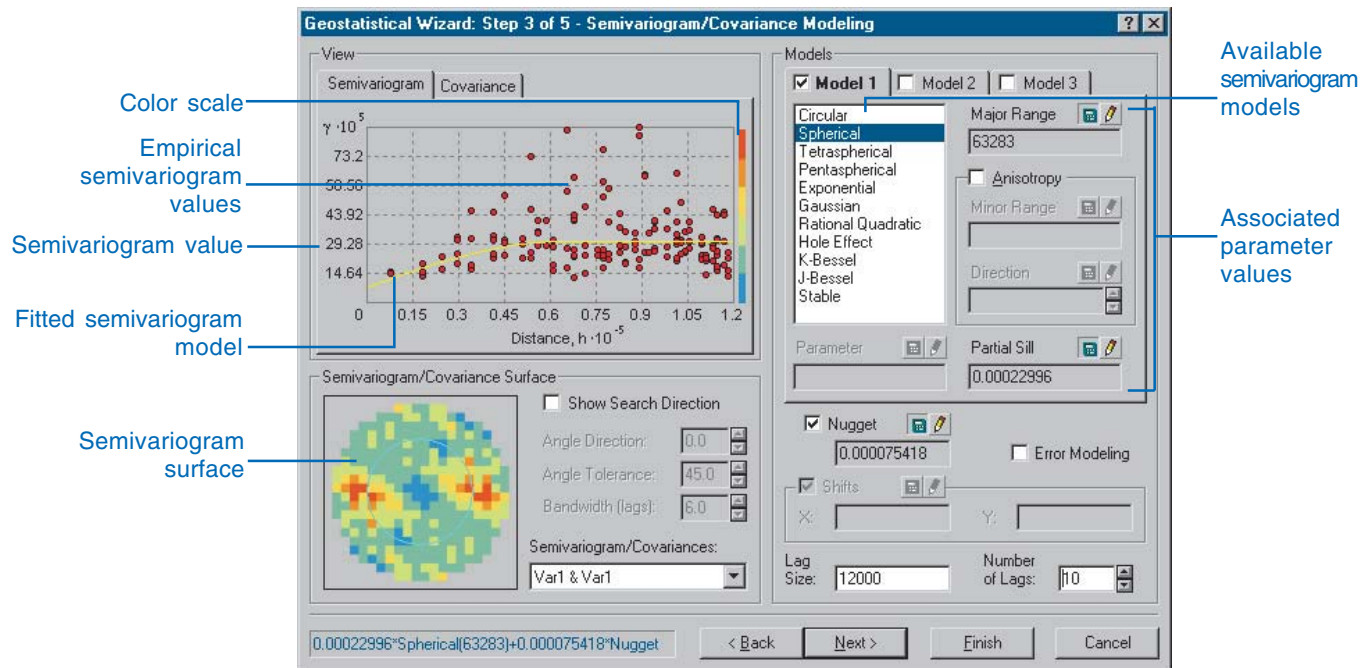 Geostatistical Wizard: Step 3 of 5 - Semivariogram/Covariance Modeling
View
Semivariogram
Covariance
γ ·10 5
73.2
58.56
43.92
29.28
14.64
0 0.15 0.3 0.45 0.6 0.75 0.9 1.05 1.2
Distance, h ·10 -5
Color scale
Empirical
semivariogram
values
Semivariogram value
Fitted semivariogram
model
Semivariogram
surface
Semivariogram/Covariance Surface
Show Search Direction
Angle Direction: 0.0
Angle Tolerance: 45.0
Bandwidth (lags): 6.0
Semivariogram/Covariances:
Var1 & Var1
Models
Model 1
Model 2
Model 3
Circular
Spherical
Tetraspherical
Pentaspherical
Exponential
Gaussian
Rational Quadratic
Hole Effect
K-Bessel
J-Bessel
Stable
Major Range
63283
Anisotropy
Minor Range
Direction
Parameter
Partial Sill
0.00022996
Nugget
0.000075418
Error Modeling
Shifts
X:
Y:
Lag
Size: 12000
Number
of Lags: 10
Available
semivariogram
models
Associated
parameter
values
0.00022996*Spherical(63283)+0.000075418*Nugget
< Back
Next >
Finish
Cancel